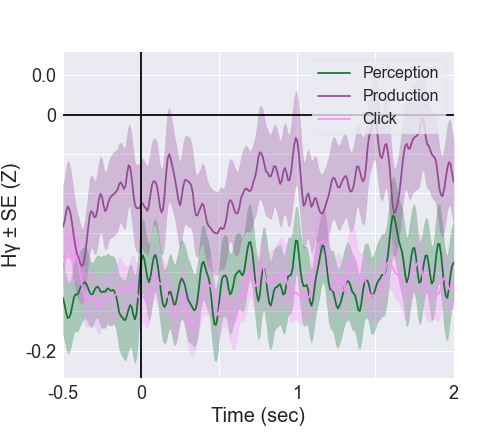 0.0
Perception
Production
0
Click
Hγ ± SE (Z)
-0.2
-0.5 0 1 2
Time (sec)